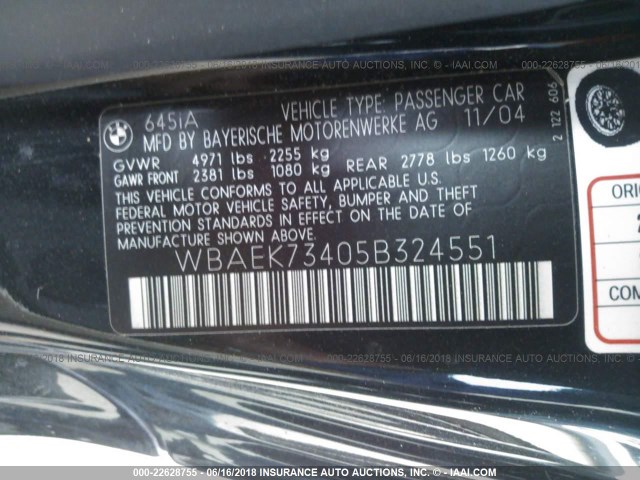 000-22628755 - 06/16/2018 INSURANCE AUTO AUCTIONS, INC. - © - IAAI.COM
BMW
645iA VEHICLE TYPE: PASSENGER CAR
MFD BY BAYERISCHE MOTORENWERKE AG 11/04
GVWR 4971 lbs 2255 kg
GAWR FRONT 2381 lbs 1080 kg REAR 2778 lbs 1260 kg
THIS VEHICLE CONFORMS TO ALL APPLICABLE U.S.
FEDERAL MOTOR VEHICLE SAFETY, BUMPER AND THEFT
PREVENTION STANDARDS IN EFFECT ON THE DATE OF
MANUFACTURE SHOWN ABOVE.
WBAEK73405B324551
2 122 606
ORI
COM
000-22628755 - 06/16/2018 INSURANCE AUTO AUCTIONS, INC. - © - IAAI.COM